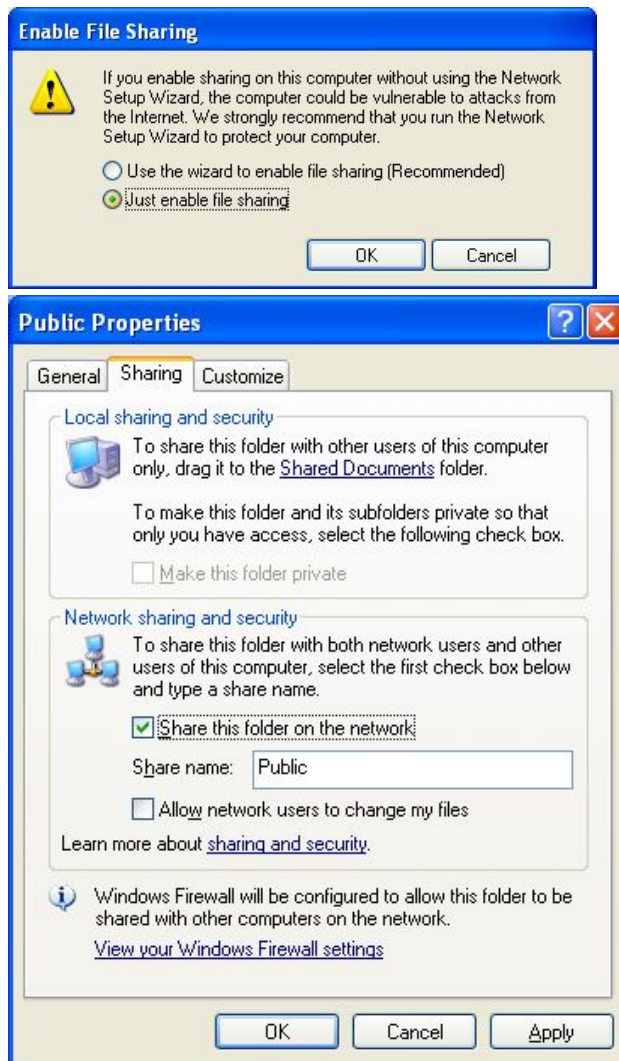 Enable File Sharing
If you enable sharing on this computer without using the Network
Setup Wizard, the computer could be vulnerable to attacks from
the Internet. We strongly recommend that you run the Network
Setup Wizard to protect your computer.
Use the wizard to enable file sharing (Recommended)
Just enable file sharing
OK Cancel
Public Properties
General Sharing Customize
Local sharing and security
To share this folder with other users of this computer
only, drag it to the Shared Documents folder.
To make this folder and its subfolders private so that
only you have access, select the following check box.
Make this folder private
Network sharing and security
To share this folder with both network users and other
users of this computer, select the first check box below
and type a share name.
Share this folder on the network
Share name: Public
Allow network users to change my files
Learn more about sharing and security.
Windows Firewall will be configured to allow this folder to be
shared with other computers on the network.
View your Windows Firewall settings
OK Cancel Apply